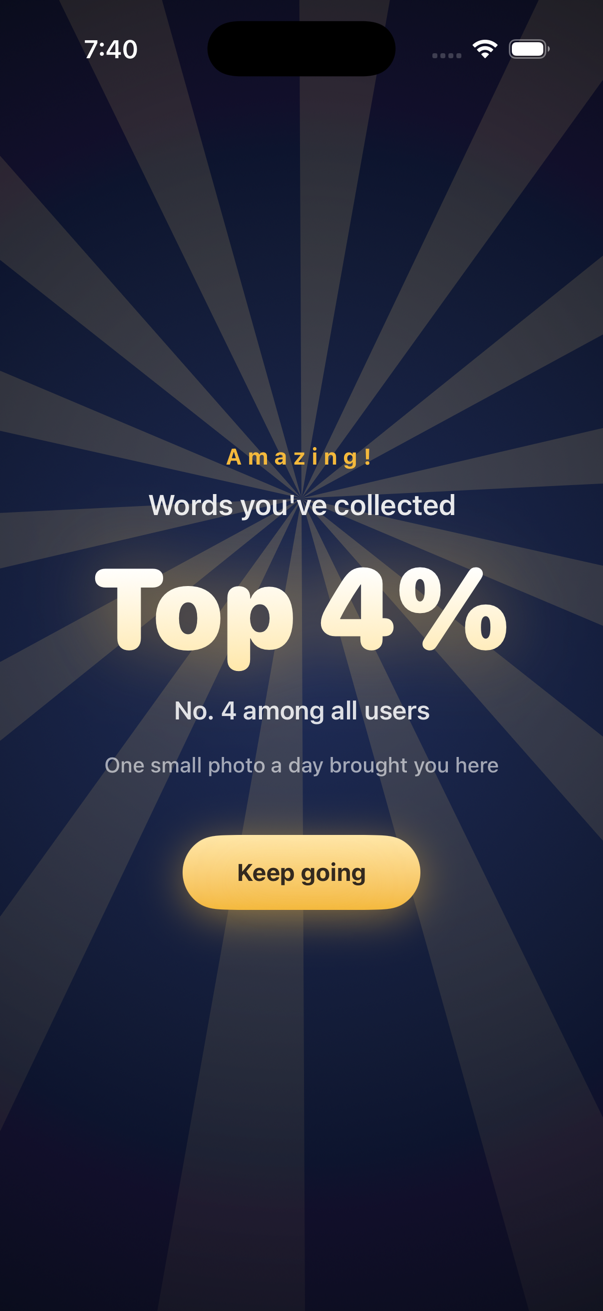 7:40
Amazing!
Words you've collected
Top 4%
No. 4 among all users
One small photo a day brought you here
Keep going